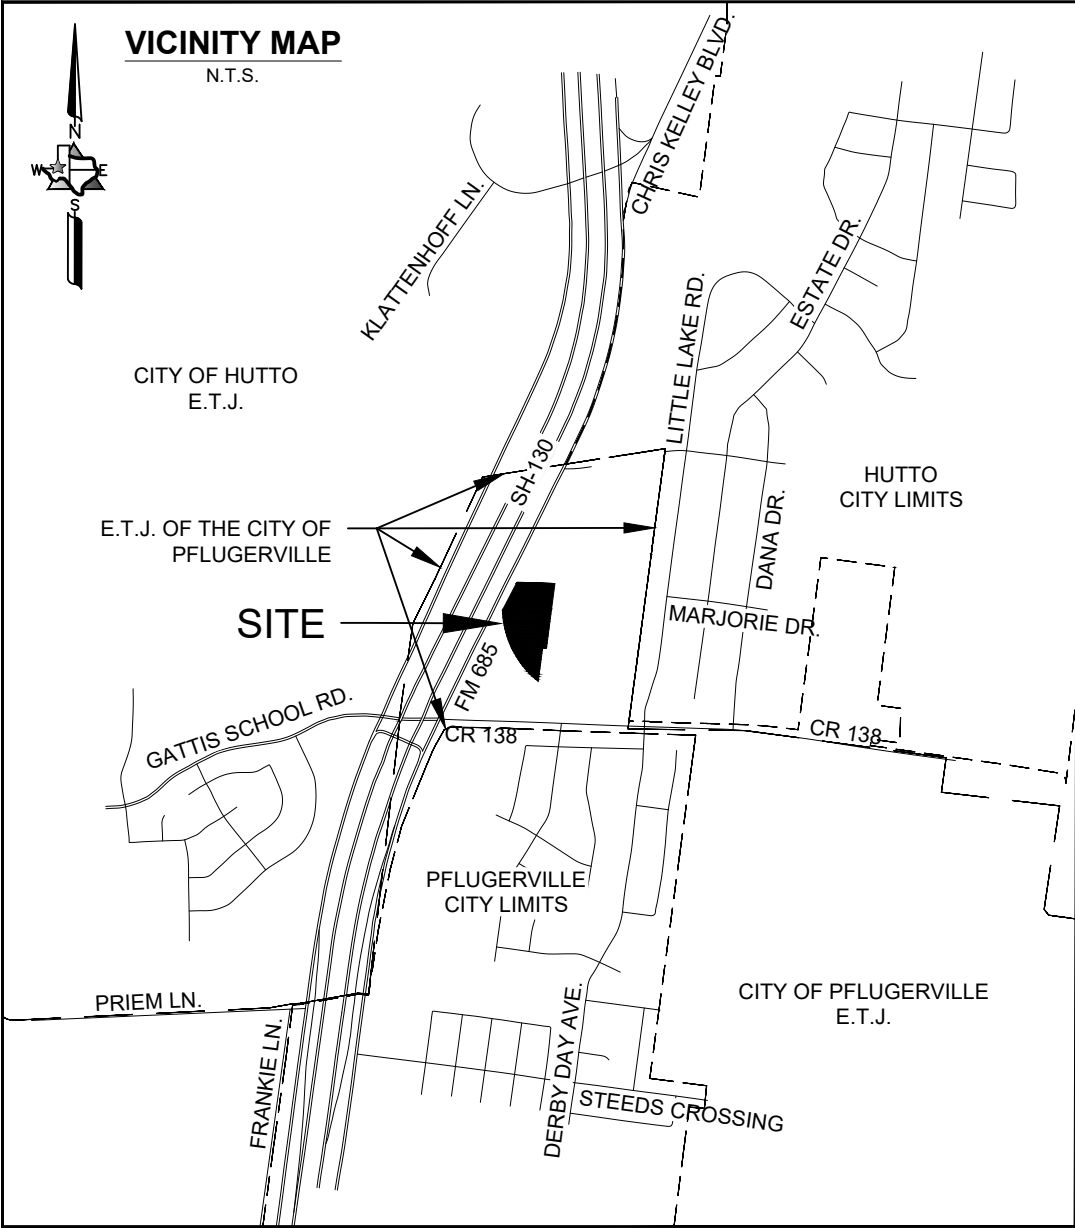 VICINITY MAP
N.T.S.
N
W E
S
CHRIS KELLEY BLVD.
KLATTENHOFF LN.
ESTATE DR.
LITTLE LAKE RD.
CITY OF HUTTO
E.T.J.
SH-130
HUTTO
CITY LIMITS
E.T.J. OF THE CITY OF
PFLUGERVILLE
DANA DR.
SITE
MARJORIE DR.
FM 685
GATTIS SCHOOL RD.
CR 138
CR 138
PFLUGERVILLE
CITY LIMITS
PRIEM LN.
CITY OF PFLUGERVILLE
E.T.J.
FRANKIE LN.
DERBY DAY AVE.
STEEDS CROSSING